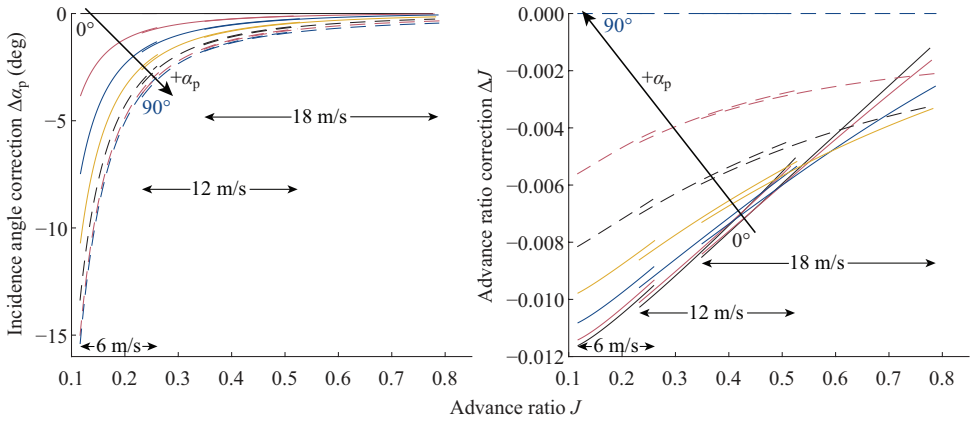 Incidence angle correction Δα_p (deg)
0
−5
−10
−15
0°
+α_p
90°
18 m/s
12 m/s
6 m/s
0.1 0.2 0.3 0.4 0.5 0.6 0.7 0.8
Advance ratio correction ΔJ
0.000
−0.002
−0.004
−0.006
−0.008
−0.010
−0.012
90°
+α_p
0°
18 m/s
12 m/s
6 m/s
0.1 0.2 0.3 0.4 0.5 0.6 0.7 0.8
Advance ratio J